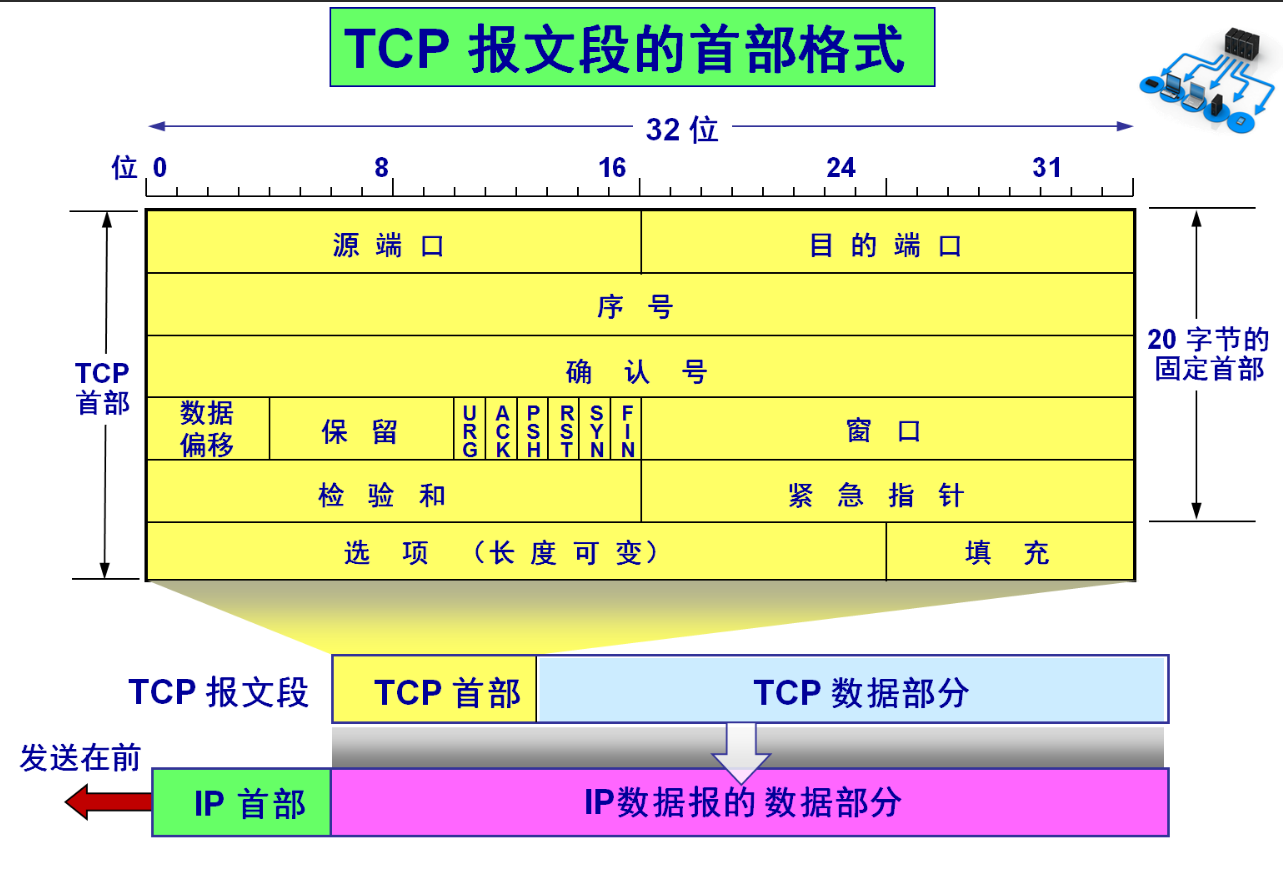 TCP 报文段的首部格式
32 位
位 0 8 16 24 31
源 端 口 目 的 端 口
序 号
确 认 号
TCP
首部
20 字节的
固定首部
数据
偏移
保 留
URG
ACK
PSH
RST
SYN
FIN
窗 口
检 验 和 紧 急 指 针
选 项 （长 度 可 变） 填 充
TCP 报文段 TCP 首部 TCP 数据部分
发送在前
IP 首部 IP数据报的 数据部分